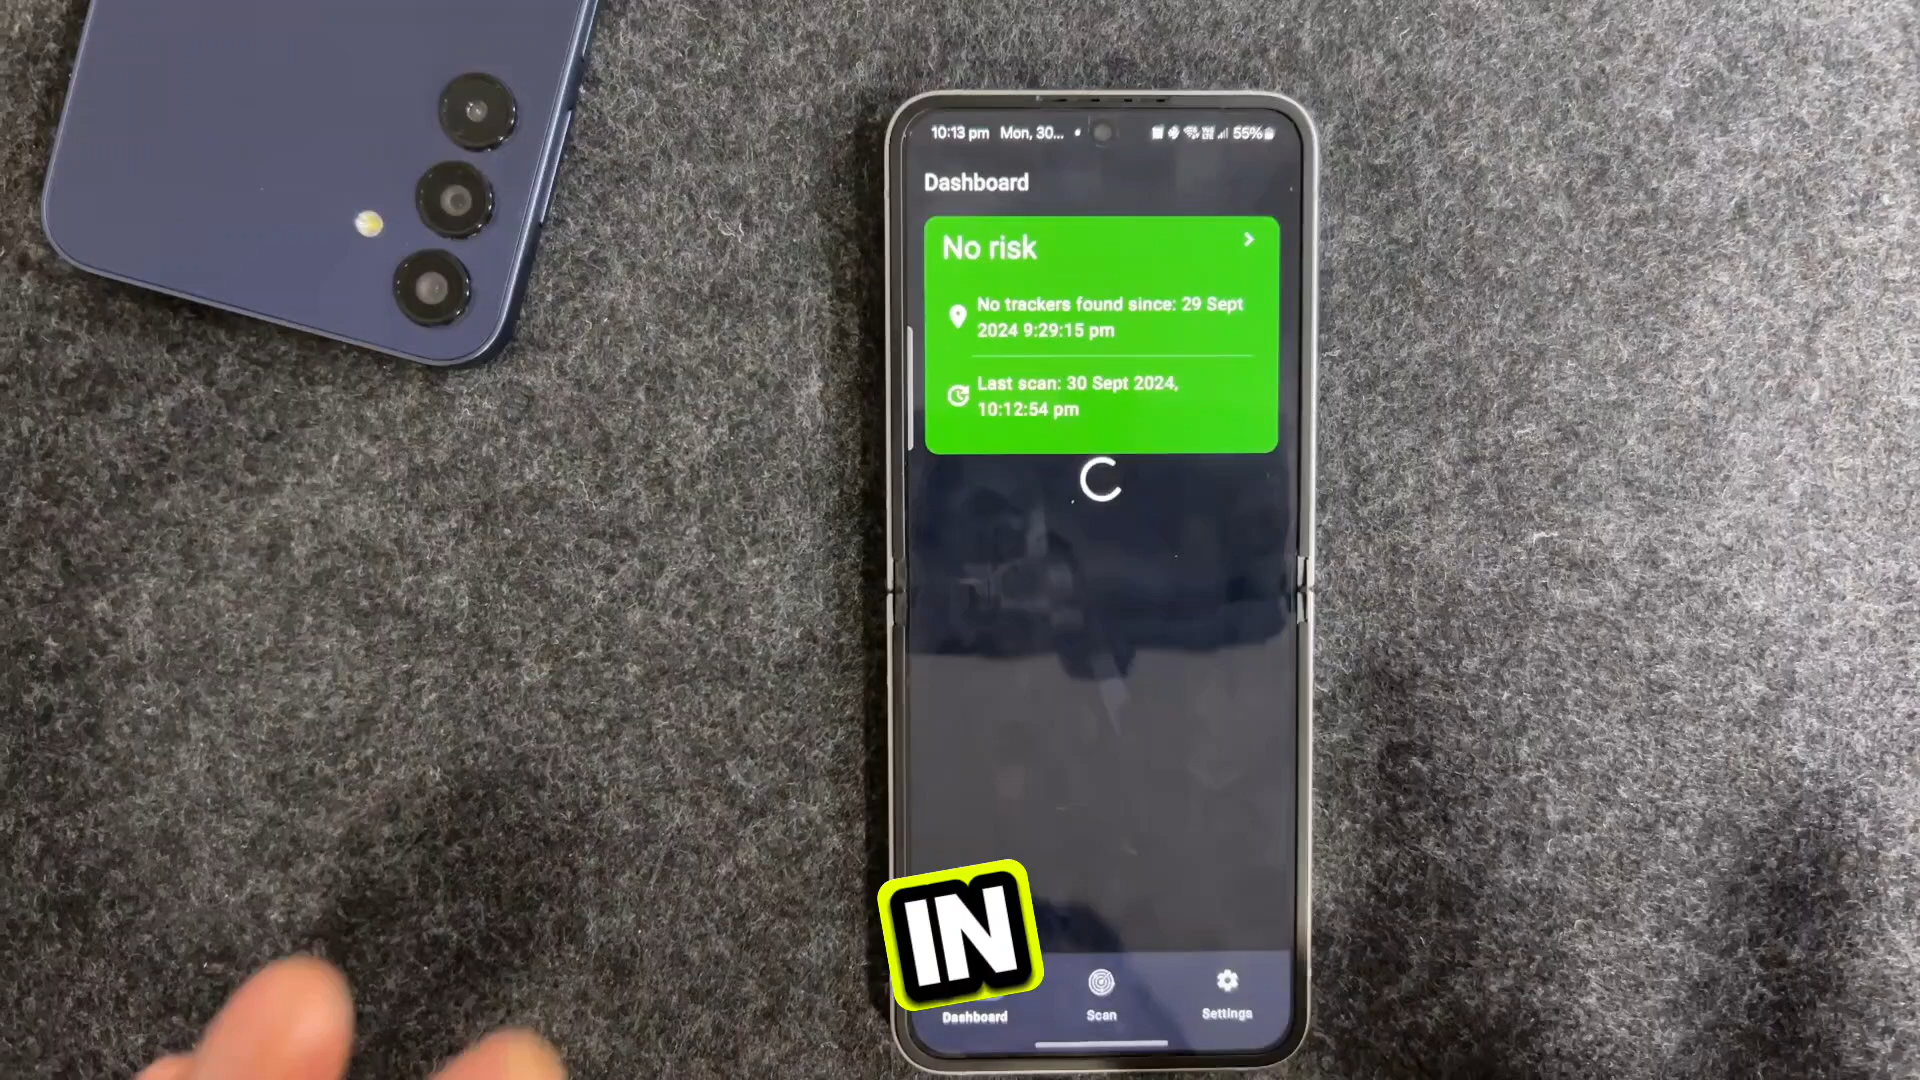 10:13 pm Mon, 30... 55%
Dashboard
No risk
No trackers found since: 29 Sept
2024 9:29:15 pm
Last scan: 30 Sept 2024,
10:12:54 pm
IN
Dashboard Scan Settings